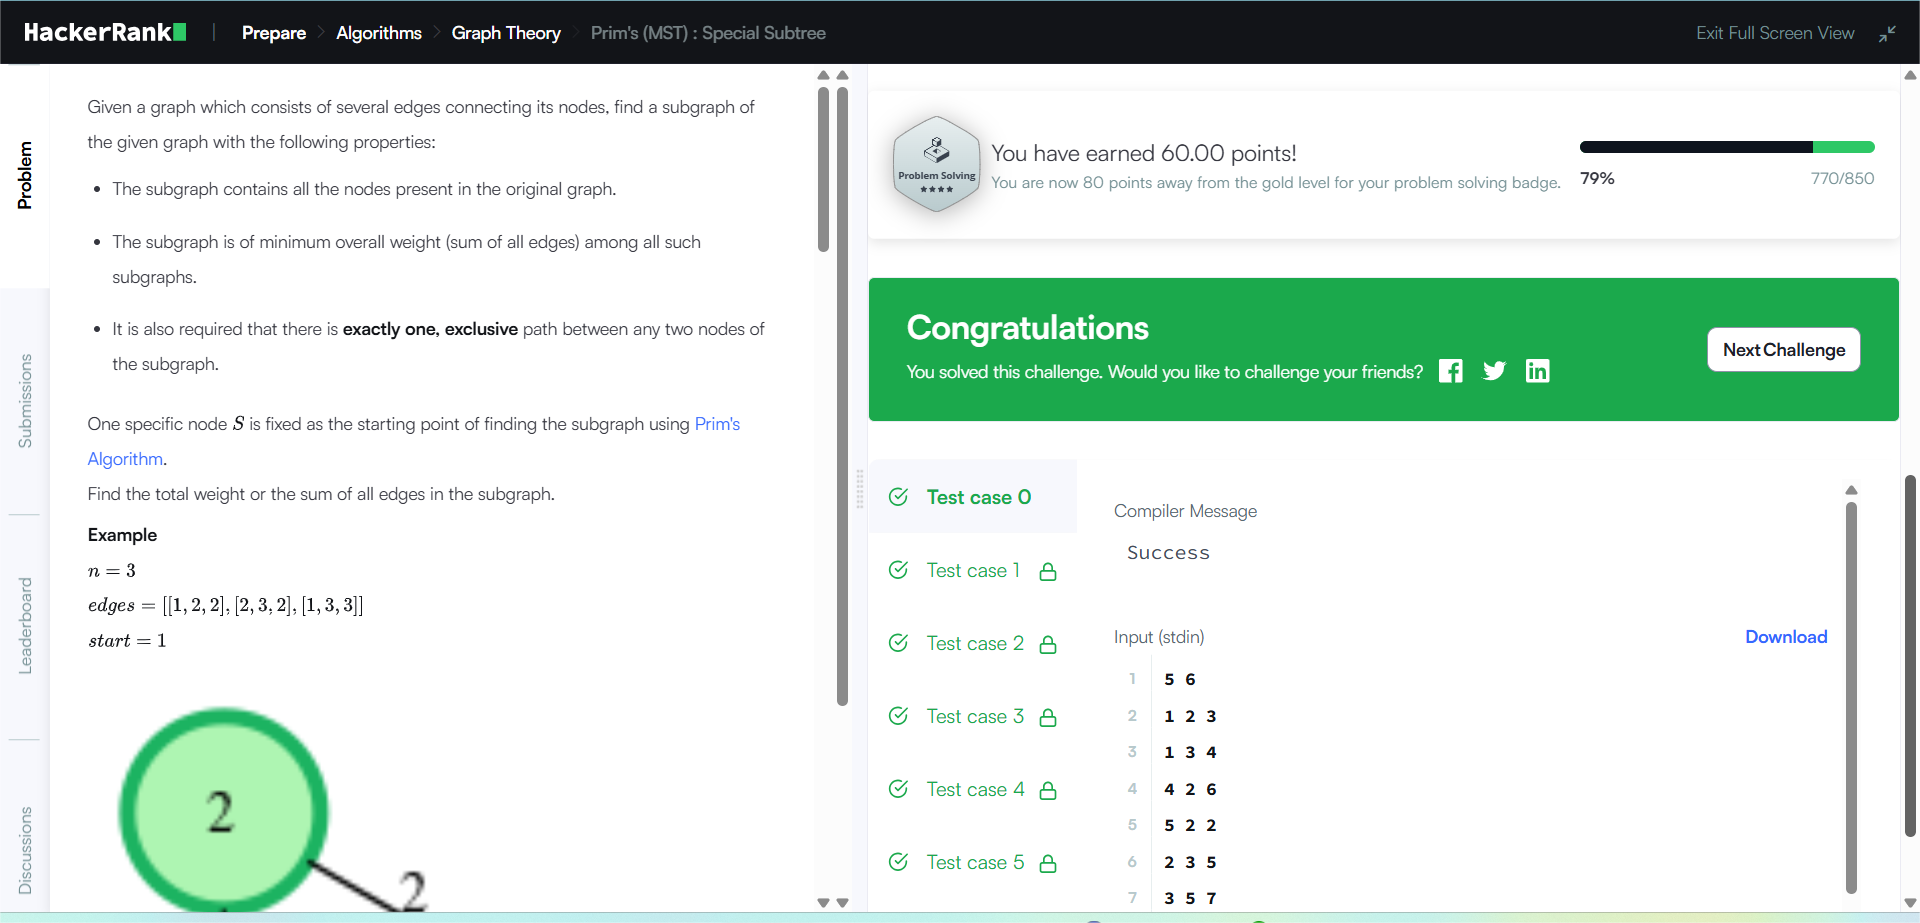 HackerRank
Prepare
Algorithms
Graph Theory
Prim's (MST) : Special Subtree
Exit Full Screen View
Problem
Submissions
Leaderboard
Discussions
Given a graph which consists of several edges connecting its nodes, find a subgraph of
the given graph with the following properties:
• The subgraph contains all the nodes present in the original graph.
• The subgraph is of minimum overall weight (sum of all edges) among all such
subgraphs.
• It is also required that there is exactly one, exclusive path between any two nodes of
the subgraph.
One specific node S is fixed as the starting point of finding the subgraph using Prim's
Algorithm.
Find the total weight or the sum of all edges in the subgraph.
Example
n = 3
edges = [[1, 2, 2], [2, 3, 2], [1, 3, 3]]
start = 1
2
2
Problem Solving
You have earned 60.00 points!
You are now 80 points away from the gold level for your problem solving badge.
79%
770/850
Congratulations
You solved this challenge. Would you like to challenge your friends?
Next Challenge
Test case 0
Test case 1
Test case 2
Test case 3
Test case 4
Test case 5
Compiler Message
Success
Input (stdin)
Download
1 5 6
2 1 2 3
3 1 3 4
4 4 2 6
5 5 2 2
6 2 3 5
7 3 5 7